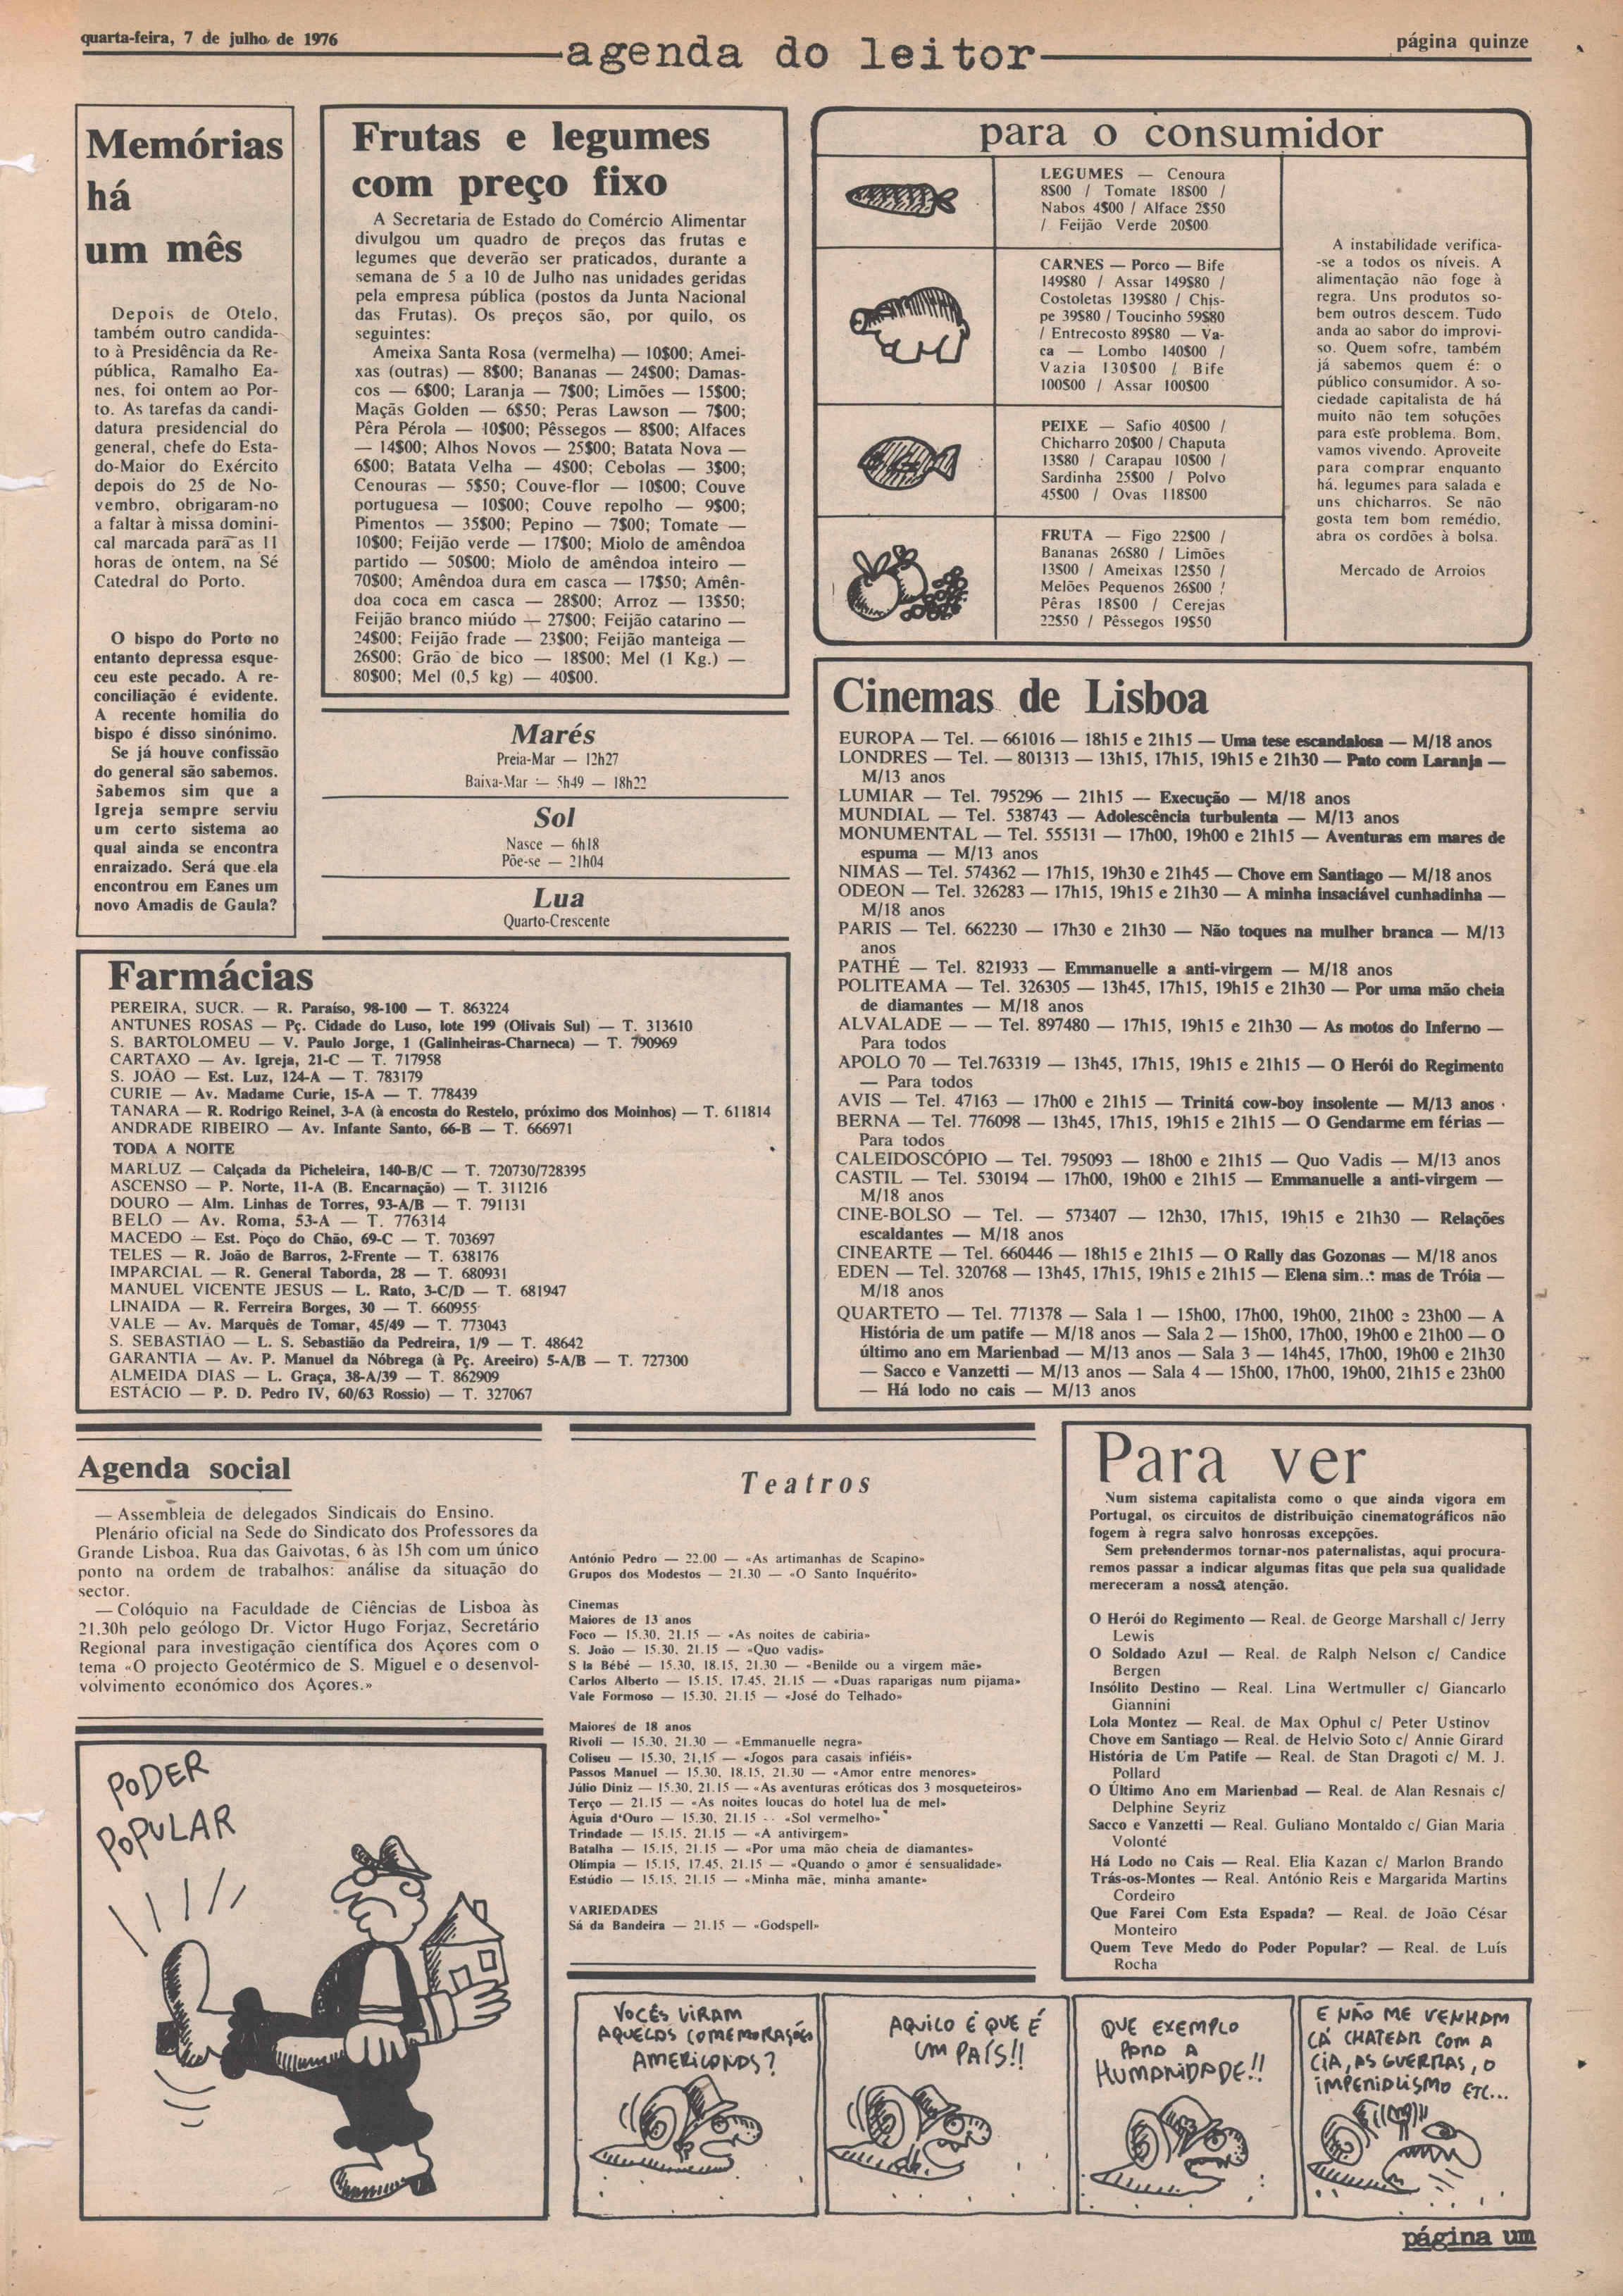 quarta-feira, 7 de julho de 1976
agenda do leitor
página quinze
Memórias
há
um mês
Depois de Otelo,
também outro candida-
to à Presidência da Re-
pública, Ramalho Ea-
nes, foi ontem ao Por-
to. As tarefas da candi-
datura presidencial do
general, chefe do Esta-
do-Maior do Exército
depois do 25 de No-
vembro, obrigaram-no
a faltar à missa domini-
cal marcada para as 11
horas de ontem, na Sé
Catedral do Porto.
O bispo do Porto no
entanto depressa esque-
ceu este pecado. A re-
conciliação é evidente.
A recente homilia do
bispo é disso sinónimo.
Se já houve confissão
do general são sabemos.
Sabemos sim que a
Igreja sempre serviu
um certo sistema ao
qual ainda se encontra
enraizado. Será que ela
encontrou em Eanes um
novo Amadis de Gaula?
Frutas e legumes
com preço fixo
A Secretaria de Estado do Comércio Alimentar
divulgou um quadro de preços das frutas e
legumes que deverão ser praticados, durante a
semana de 5 a 10 de Julho nas unidades geridas
pela empresa pública (postos da Junta Nacional
das Frutas). Os preços são, por quilo, os
seguintes:
Ameixa Santa Rosa (vermelha) — 10$00; Amei-
xas (outras) — 8$00; Bananas — 24$00; Damas-
cos — 6$00; Laranja — 7$00; Limões — 15$00;
Maçãs Golden — 6$50; Peras Lawson — 7$00;
Pêra Pérola — 10$00; Pêssegos — 8$00; Alfaces
— 14$00; Alhos Novos — 25$00; Batata Nova —
6$00; Batata Velha — 4$00; Cebolas — 3$00;
Cenouras — 5$50; Couve-flor — 10$00; Couve
portuguesa — 10$00; Couve repolho — 9$00;
Pimentos — 35$00; Pepino — 7$00; Tomate —
10$00; Feijão verde — 17$00; Miolo de amêndoa
partido — 50$00; Miolo de amêndoa inteiro —
70$00; Amêndoa dura em casca — 17$50; Amên-
doa coca em casca — 28$00; Arroz — 13$50;
Feijão branco miúdo — 27$00; Feijão catarino —
24$00; Feijão frade — 23$00; Feijão manteiga —
26$00; Grão de bico — 18$00; Mel (1 Kg.) —
80$00; Mel (0,5 kg) — 40$00.
Marés
Preia-Mar — 12h27
Baixa-Mar — 5h49 — 18h22
Sol
Nasce — 6h18
Põe-se — 21h04
Lua
Quarto-Crescente
para o consumidor
LEGUMES — Cenoura
8$00 / Tomate 18$00 /
Nabos 4$00 / Alface 2$50
/ Feijão Verde 20$00
CARNES — Porco — Bife
149$80 / Assar 149$80 /
Costoletas 139$80 / Chis-
pe 39$80 / Toucinho 59$80
/ Entrecosto 89$80 — Va-
ca — Lombo 140$00 /
Vazia 130$00 / Bife
100$00 / Assar 100$00
PEIXE — Safio 40$00 /
Chicharro 20$00 / Chaputa
13$80 / Carapau 10$00 /
Sardinha 25$00 / Polvo
45$00 / Ovas 118$00
FRUTA — Figo 22$00 /
Bananas 26$80 / Limões
13$00 / Ameixas 12$50 /
Melões Pequenos 26$00 /
Pêras 18$00 / Cerejas
22$50 / Pêssegos 19$50
A instabilidade verifica-
-se a todos os níveis. A
alimentação não foge à
regra. Uns produtos so-
bem outros descem. Tudo
anda ao sabor do improvi-
so. Quem sofre, também
já sabemos quem é: o
público consumidor. A so-
ciedade capitalista de há
muito não tem soluções
para este problema. Bom,
vamos vivendo. Aproveite
para comprar enquanto
há, legumes para salada e
uns chicharros. Se não
gosta tem bom remédio,
abra os cordões à bolsa.
Mercado de Arroios
Cinemas de Lisboa
EUROPA — Tel. — 661016 — 18h15 e 21h15 — Uma tese escandalosa — M/18 anos
LONDRES — Tel. — 801313 — 13h15, 17h15, 19h15 e 21h30 — Pato com Laranja —
M/13 anos
LUMIAR — Tel. 795296 — 21h15 — Execução — M/18 anos
MUNDIAL — Tel. 538743 — Adolescência turbulenta — M/13 anos
MONUMENTAL — Tel. 555131 — 17h00, 19h00 e 21h15 — Aventuras em mares de
espuma — M/13 anos
NIMAS — Tel. 574362 — 17h15, 19h30 e 21h45 — Chove em Santiago — M/18 anos
ODEON — Tel. 326283 — 17h15, 19h15 e 21h30 — A minha insaciável cunhadinha —
M/18 anos
PARIS — Tel. 662230 — 17h30 e 21h30 — Não toques na mulher branca — M/13
anos
PATHÉ — Tel. 821933 — Emmanuelle a anti-virgem — M/18 anos
POLITEAMA — Tel. 326305 — 13h45, 17h15, 19h15 e 21h30 — Por uma mão cheia
de diamantes — M/18 anos
ALVALADE — — Tel. 897480 — 17h15, 19h15 e 21h30 — As motos do Inferno —
Para todos
APOLO 70 — Tel.763319 — 13h45, 17h15, 19h15 e 21h15 — O Herói do Regimento
— Para todos
AVIS — Tel. 47163 — 17h00 e 21h15 — Trinitá cow-boy insolente — M/13 anos
BERNA — Tel. 776098 — 13h45, 17h15, 19h15 e 21h15 — O Gendarme em férias —
Para todos
CALEIDOSCÓPIO — Tel. 795093 — 18h00 e 21h15 — Quo Vadis — M/13 anos
CASTIL — Tel. 530194 — 17h00, 19h00 e 21h15 — Emmanuelle a anti-virgem —
M/18 anos
CINE-BOLSO — Tel. — 573407 — 12h30, 17h15, 19h15 e 21h30 — Relações
escaldantes — M/18 anos
CINEARTE — Tel. 660446 — 18h15 e 21h15 — O Rally das Gozonas — M/18 anos
EDEN — Tel. 320768 — 13h45, 17h15, 19h15 e 21h15 — Elena sim... mas de Tróia —
M/18 anos
QUARTETO — Tel. 771378 — Sala 1 — 15h00, 17h00, 19h00, 21h00 e 23h00 — A
História de um patife — M/18 anos — Sala 2 — 15h00, 17h00, 19h00 e 21h00 — O
último ano em Marienbad — M/13 anos — Sala 3 — 14h45, 17h00, 19h00 e 21h30
— Sacco e Vanzetti — M/13 anos — Sala 4 — 15h00, 17h00, 19h00, 21h15 e 23h00
— Há lodo no cais — M/13 anos
Farmácias
PEREIRA, SUCR. — R. Paraíso, 98-100 — T. 863224
ANTUNES ROSAS — Pç. Cidade do Luso, lote 199 (Olivais Sul) — T. 313610
S. BARTOLOMEU — V. Paulo Jorge, 1 (Galinheiras-Charneca) — T. 790969
CARTAXO — Av. Igreja, 21-C — T. 717958
S. JOÃO — Est. Luz, 124-A — T. 783179
CURIE — Av. Madame Curie, 15-A — T. 778439
TANARA — R. Rodrigo Reinel, 3-A (à encosta do Restelo, próximo dos Moinhos) — T. 611814
ANDRADE RIBEIRO — Av. Infante Santo, 66-B — T. 666971
TODA A NOITE
MARLUZ — Calçada da Picheleira, 140-B/C — T. 720730/728395
ASCENSO — P. Norte, 11-A (B. Encarnação) — T. 311216
DOURO — Alm. Linhas de Torres, 93-A/B — T. 791131
BELO — Av. Roma, 53-A — T. 776314
MACEDO — Est. Poço do Chão, 69-C — T. 703697
TELES — R. João de Barros, 2-Frente — T. 638176
IMPARCIAL — R. General Taborda, 28 — T. 680931
MANUEL VICENTE JESUS — L. Rato, 3-C/D — T. 681947
LINAIDA — R. Ferreira Borges, 30 — T. 660955
VALE — Av. Marquês de Tomar, 45/49 — T. 773043
S. SEBASTIÃO — L. S. Sebastião da Pedreira, 1/9 — T. 48642
GARANTIA — Av. P. Manuel da Nóbrega (à Pç. Areeiro) 5-A/B — T. 727300
ALMEIDA DIAS — L. Graça, 38-A/39 — T. 862909
ESTÁCIO — P. D. Pedro IV, 60/63 Rossio) — T. 327067
Agenda social
— Assembleia de delegados Sindicais do Ensino.
Plenário oficial na Sede do Sindicato dos Professores da
Grande Lisboa, Rua das Gaivotas, 6 às 15h com um único
ponto na ordem de trabalhos: análise da situação do
sector.
— Colóquio na Faculdade de Ciências de Lisboa às
21.30h pelo geólogo Dr. Victor Hugo Forjaz, Secretário
Regional para investigação científica dos Açores com o
tema «O projecto Geotérmico de S. Miguel e o desenvol-
volvimento económico dos Açores.»
Teatros
António Pedro — 22.00 — «As artimanhas de Scapino»
Grupos dos Modestos — 21.30 — «O Santo Inquérito»
Cinemas
Maiores de 13 anos
Foco — 15.30, 21.15 — «As noites de cabiria»
S. João — 15.30, 21.15 — «Quo vadis»
S la Bébé — 15.30, 18.15, 21.30 — «Benilde ou a virgem mãe»
Carlos Alberto — 15.15, 17.45, 21.15 — «Duas raparigas num pijama»
Vale Formoso — 15.30, 21.15 — «José do Telhado»
Maiores de 18 anos
Rivoli — 15.30, 21.30 — «Emmanuelle negra»
Coliseu — 15.30, 21,15 — «Jogos para casais infiéis»
Passos Manuel — 15.30, 18.15, 21.30 — «Amor entre menores»
Júlio Diniz — 15.30, 21.15 — «As aventuras eróticas dos 3 mosqueteiros»
Terço — 21.15 — «As noites loucas do hotel lua de mel»
Águia d'Ouro — 15.30, 21.15 -- «Sol vermelho»
Trindade — 15.15, 21.15 — «A antivirgem»
Batalha — 15.15, 21.15 — «Por uma mão cheia de diamantes»
Olímpia — 15.15, 17.45, 21.15 — «Quando o amor é sensualidade»
Estúdio — 15.15, 21.15 — «Minha mãe, minha amante»
VARIEDADES
Sá da Bandeira — 21.15 — «Godspell»
Para ver
Num sistema capitalista como o que ainda vigora em
Portugal, os circuitos de distribuição cinematográficos não
fogem à regra salvo honrosas excepções.
Sem pretendermos tornar-nos paternalistas, aqui procura-
remos passar a indicar algumas fitas que pela sua qualidade
mereceram a nossa atenção.
O Herói do Regimento — Real. de George Marshall c/ Jerry
Lewis
O Soldado Azul — Real. de Ralph Nelson c/ Candice
Bergen
Insólito Destino — Real. Lina Wertmuller c/ Giancarlo
Giannini
Lola Montez — Real. de Max Ophul c/ Peter Ustinov
Chove em Santiago — Real. de Helvio Soto c/ Annie Girard
História de Um Patife — Real. de Stan Dragoti c/ M. J.
Pollard
O Último Ano em Marienbad — Real. de Alan Resnais c/
Delphine Seyriz
Sacco e Vanzetti — Real. Guliano Montaldo c/ Gian Maria
Volonté
Há Lodo no Cais — Real. Elia Kazan c/ Marlon Brando
Trás-os-Montes — Real. António Reis e Margarida Martins
Cordeiro
Que Farei Com Esta Espada? — Real. de João César
Monteiro
Quem Teve Medo do Poder Popular? — Real. de Luís
Rocha
PODER
POPULAR
VOCÊS VIRAM
AQUELAS COMEMORAÇÕES
AMERICANAS?
AQUILO É QUE É
UM PAÍS!!
QUE EXEMPLO
PARA A
HUMANIDADE!!
E NÃO ME VENHAM
CÁ CHATEAR COM A
CIA, AS GUERRAS, O
IMPERIALISMO ETC...
página um